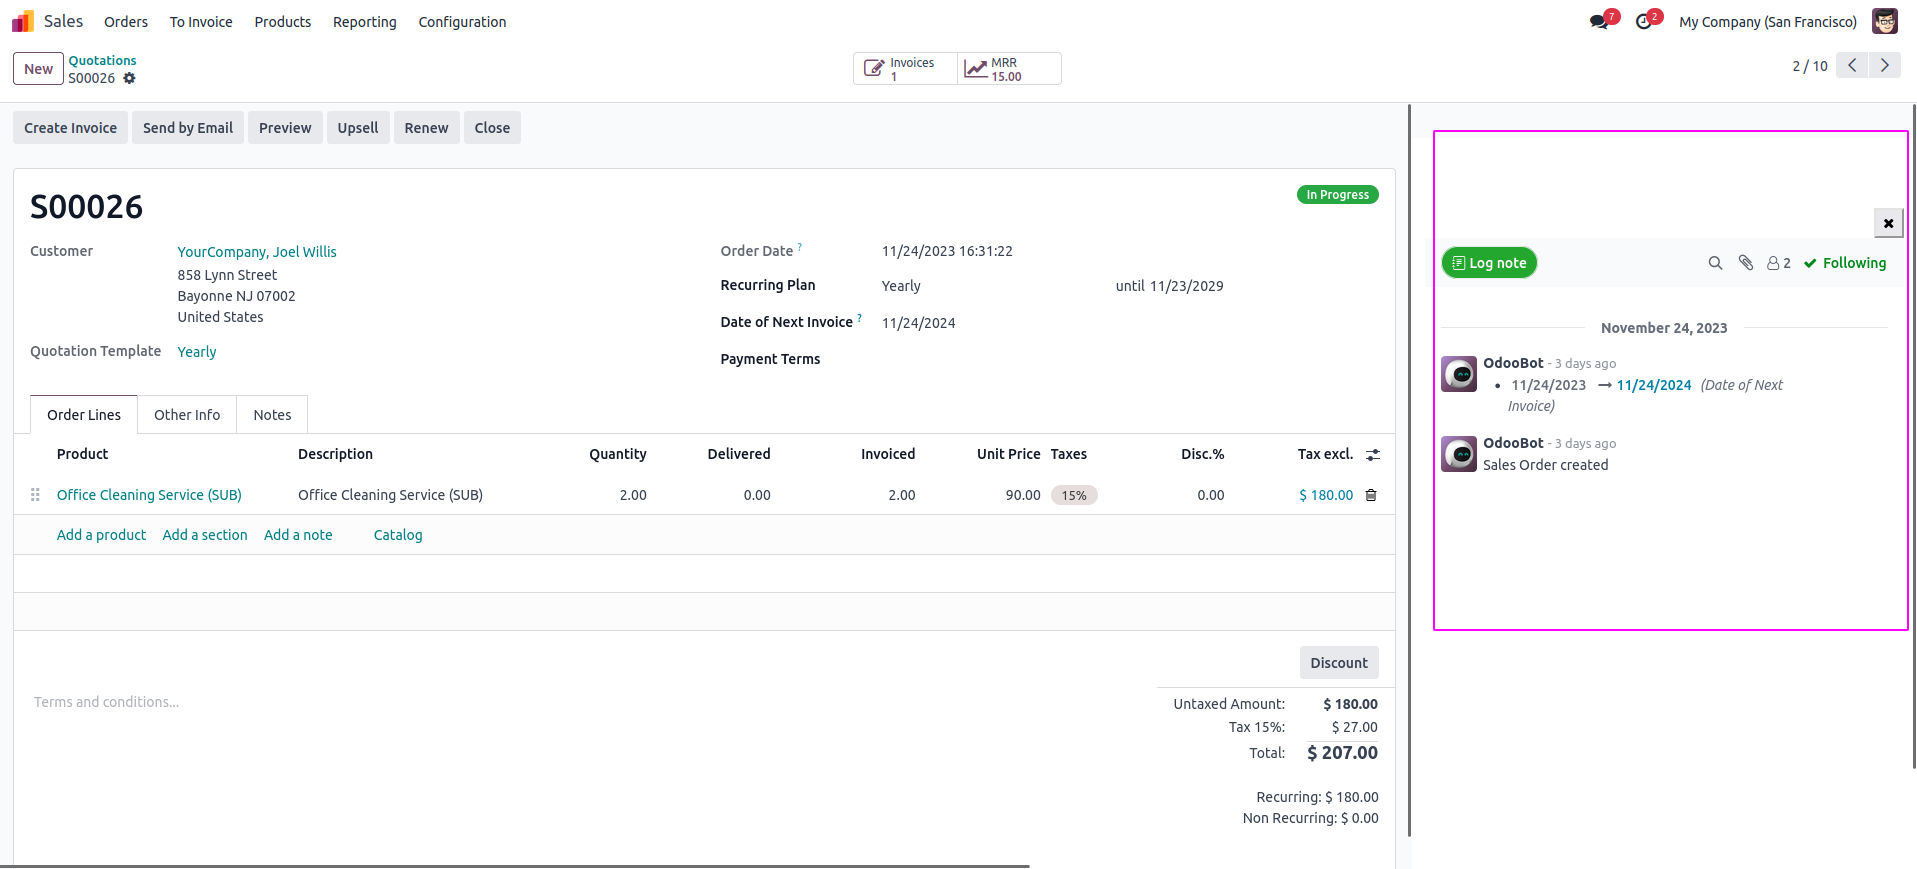 Sales Orders To Invoice Products Reporting Configuration 7 2 My Company (San Francisco)
New Quotations
S00026
Invoices
1
MRR
15.00
2 / 10
Create Invoice Send by Email Preview Upsell Renew Close
S00026
In Progress
Customer YourCompany, Joel Willis
858 Lynn Street
Bayonne NJ 07002
United States
Quotation Template Yearly
Order Date ? 11/24/2023 16:31:22
Recurring Plan Yearly until 11/23/2029
Date of Next Invoice ? 11/24/2024
Payment Terms
Order Lines Other Info Notes
Product Description Quantity Delivered Invoiced Unit Price Taxes Disc.% Tax excl.
Office Cleaning Service (SUB) Office Cleaning Service (SUB) 2.00 0.00 2.00 90.00 15% 0.00 $ 180.00
Add a product Add a section Add a note Catalog
Discount
Terms and conditions...
Untaxed Amount: $ 180.00
Tax 15%: $ 27.00
Total: $ 207.00
Recurring: $ 180.00
Non Recurring: $ 0.00
Log note 2 Following
November 24, 2023
OdooBot - 3 days ago
• 11/24/2023 → 11/24/2024 (Date of Next
Invoice)
OdooBot - 3 days ago
Sales Order created